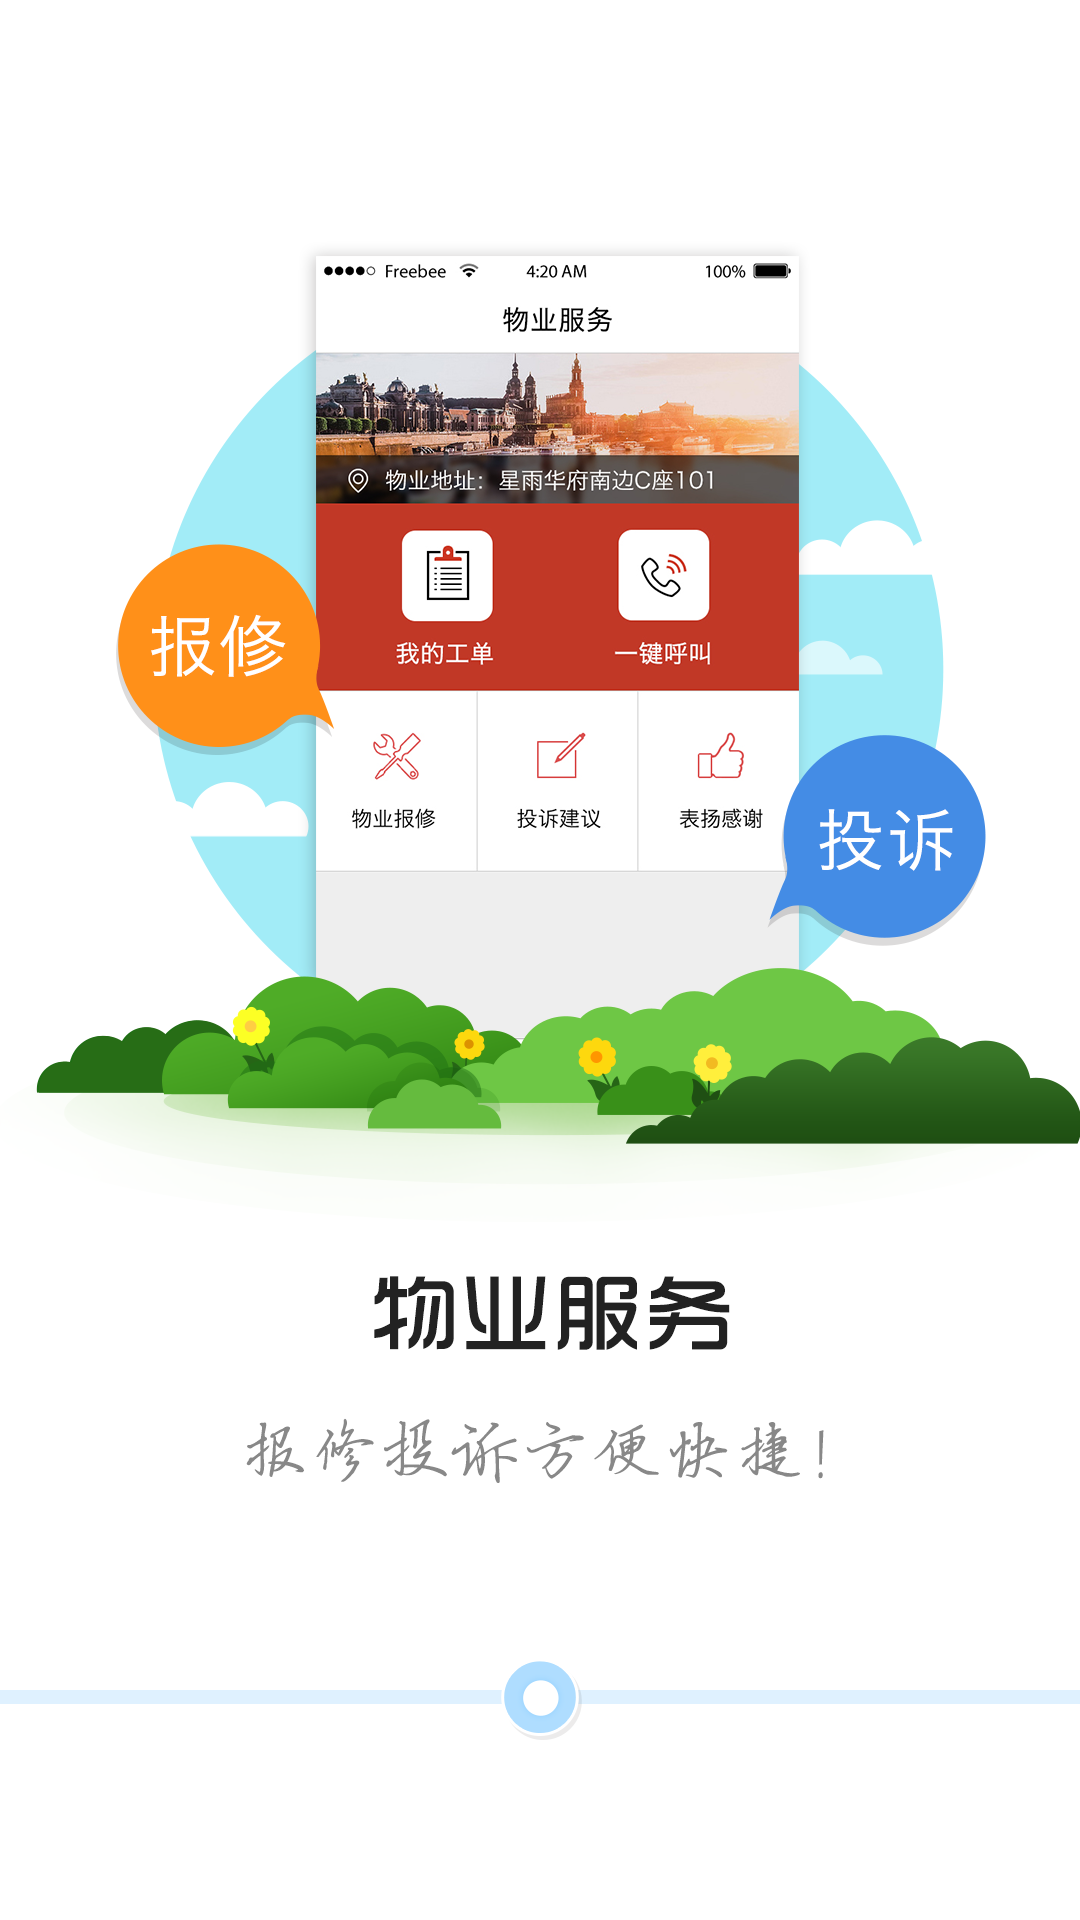 Freebee 4:20 AM 100%
物业服务
物业地址：星雨华府南边C座101
我的工单 一键呼叫
报修
物业报修 投诉建议 表扬感谢
投诉
物业服务
报修投诉方便快捷！